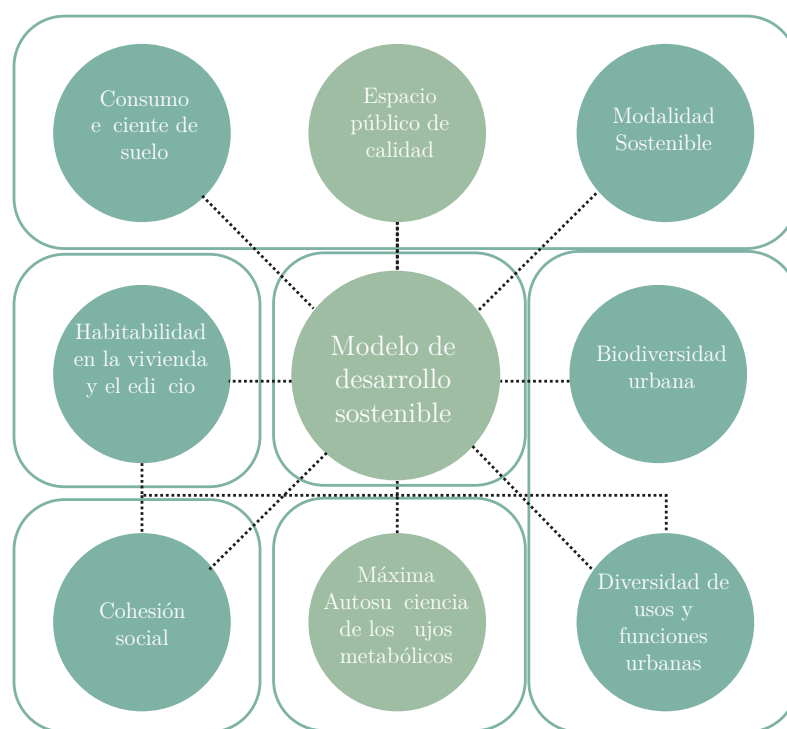 Consumo
e ciente de
suelo
Espacio
público de
calidad
Modalidad
Sostenible
Habitabilidad
en la vivienda
y el edi cio
Modelo de
desarrollo
sostenible
Biodiversidad
urbana
Cohesión
social
Máxima
Autosu ciencia
de los ujos
metabólicos
Diversidad de
usos y
funciones
urbanas